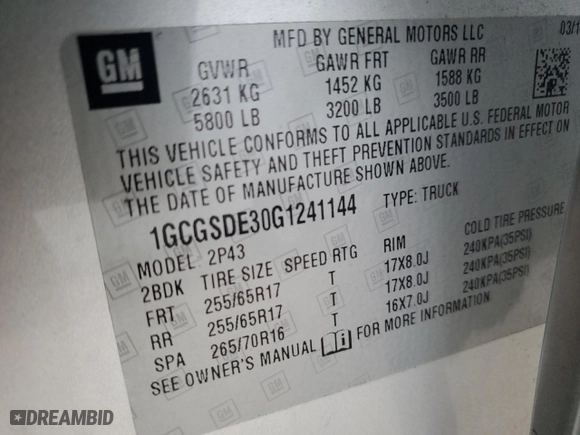 GM
MFD BY GENERAL MOTORS LLC 03/1
GVWR GAWR FRT GAWR RR
2631 KG 1452 KG 1588 KG
5800 LB 3200 LB 3500 LB
THIS VEHICLE CONFORMS TO ALL APPLICABLE U.S. FEDERAL MOTOR
VEHICLE SAFETY AND THEFT PREVENTION STANDARDS IN EFFECT ON
THE DATE OF MANUFACTURE SHOWN ABOVE.
1GCGSDE30G1241144 TYPE: TRUCK
MODEL: 2P43
2BDK TIRE SIZE SPEED RTG RIM COLD TIRE PRESSURE
FRT 255/65R17 T 17X8.0J 240KPA(35PSI)
RR 255/65R17 T 17X8.0J 240KPA(35PSI)
SPA 265/70R16 T 16X7.0J 240KPA(35PSI)
SEE OWNER'S MANUAL FOR MORE INFORMATION
DREAMBID